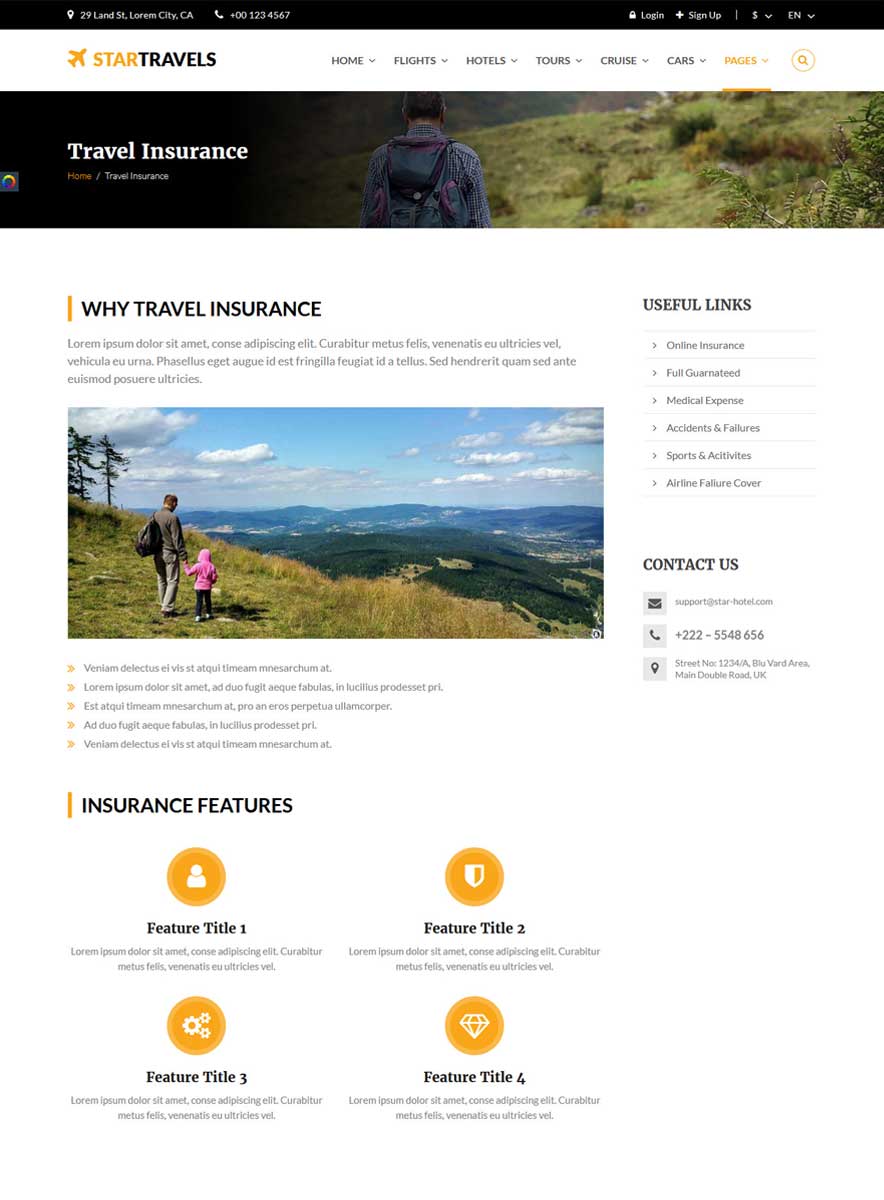 29 Land St, Lorem City, CA +00 123 4567 Login Sign Up | $ EN
STARTRAVELS HOME FLIGHTS HOTELS TOURS CRUISE CARS PAGES
Travel Insurance
Home / Travel Insurance
WHY TRAVEL INSURANCE
Lorem ipsum dolor sit amet, conse adipiscing elit. Curabitur metus felis, venenatis eu ultricies vel,
vehicula eu urna. Phasellus eget augue id est fringilla feugiat id a tellus. Sed hendrerit quam sed ante
euismod posuere ultricies.
Veniam delectus ei vis st atqui timeam mnesarchum at.
Lorem ipsum dolor sit amet, ad duo fugit aeque fabulas, in lucilius prodesset pri.
Est atqui timeam mnesarchum at, pro an eros perpetua ullamcorper.
Ad duo fugit aeque fabulas, in lucilius prodesset pri.
Veniam delectus ei vis st atqui timeam mnesarchum at.
INSURANCE FEATURES
Feature Title 1
Lorem ipsum dolor sit amet, conse adipiscing elit. Curabitur
metus felis, venenatis eu ultricies vel.
Feature Title 2
Lorem ipsum dolor sit amet, conse adipiscing elit. Curabitur
metus felis, venenatis eu ultricies vel.
Feature Title 3
Lorem ipsum dolor sit amet, conse adipiscing elit. Curabitur
metus felis, venenatis eu ultricies vel.
Feature Title 4
Lorem ipsum dolor sit amet, conse adipiscing elit. Curabitur
metus felis, venenatis eu ultricies vel.
USEFUL LINKS
Online Insurance
Full Guarnateed
Medical Expense
Accidents & Failures
Sports & Acitivites
Airline Faliure Cover
CONTACT US
support@star-hotel.com
+222 – 5548 656
Street No: 1234/A, Blu Vard Area,
Main Double Road, UK